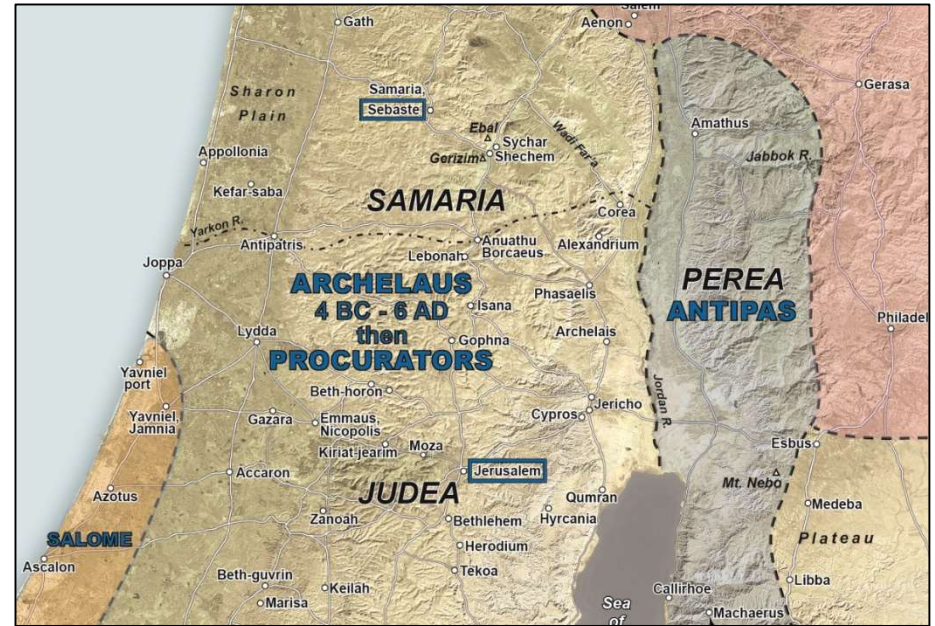 Gath
Salem
Aenon
Gerasa
Sharon
Plain
Samaria,
Sebaste
Ebal
Sychar
Gerizim
Shechem
Wadi Far'a
Amathus
Jabbok R.
Appollonia
Kefar-saba
SAMARIA
Corea
Yarkon R.
Antipatris
Anuathu
Borcaeus
Alexandrium
Lebonah
Joppa
ARCHELAUS
4 BC - 6 AD
then
PROCURATORS
PEREA
ANTIPAS
Phasaelis
Isana
Philadel
Lydda
Gophna
Archelais
Yavniel
port
Beth-horon
Jordan R.
Yavniel,
Jamnia
Gazara
Emmaus,
Nicopolis
Cypros
Jericho
Kiriat-jearim
Moza
Esbus
Accaron
Jerusalem
Mt. Nebo
Azotus
JUDEA
Qumran
Medeba
Zanoah
Bethlehem
Hyrcania
Plateau
SALOME
Herodium
Ascalon
Tekoa
Beth-guvrin
Keilah
Callirhoe
Libba
Marisa
Sea
of
Machaerus